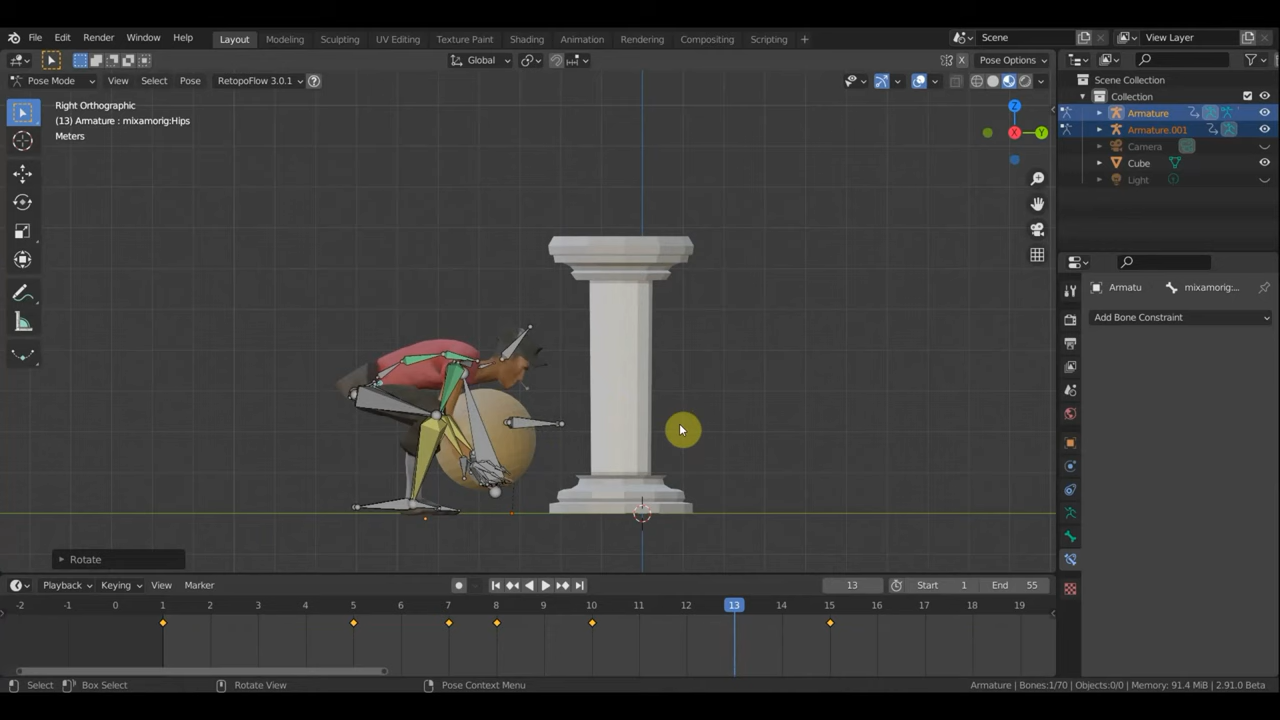 File Edit Render Window Help Layout Modeling Sculpting UV Editing Texture Paint Shading Animation Rendering Compositing Scripting + Scene View Layer
Global Pose Options
Pose Mode View Select Pose RetopoFlow 3.0.1
Right Orthographic
(13) Armature : mixamorig:Hips
Meters
Z
X
Y
Scene Collection
Collection
Armature
Armature.001
Camera
Cube
Light
Armatu mixamorig:...
Add Bone Constraint
Rotate
Playback Keying View Marker 13 Start 1 End 55
-2 -1 0 1 2 3 4 5 6 7 8 9 10 11 12 13 14 15 16 17 18 19
Select Box Select Rotate View Pose Context Menu Armature | Bones:1/70 | Objects:0/0 | Memory: 91.4 MiB | 2.91.0 Beta